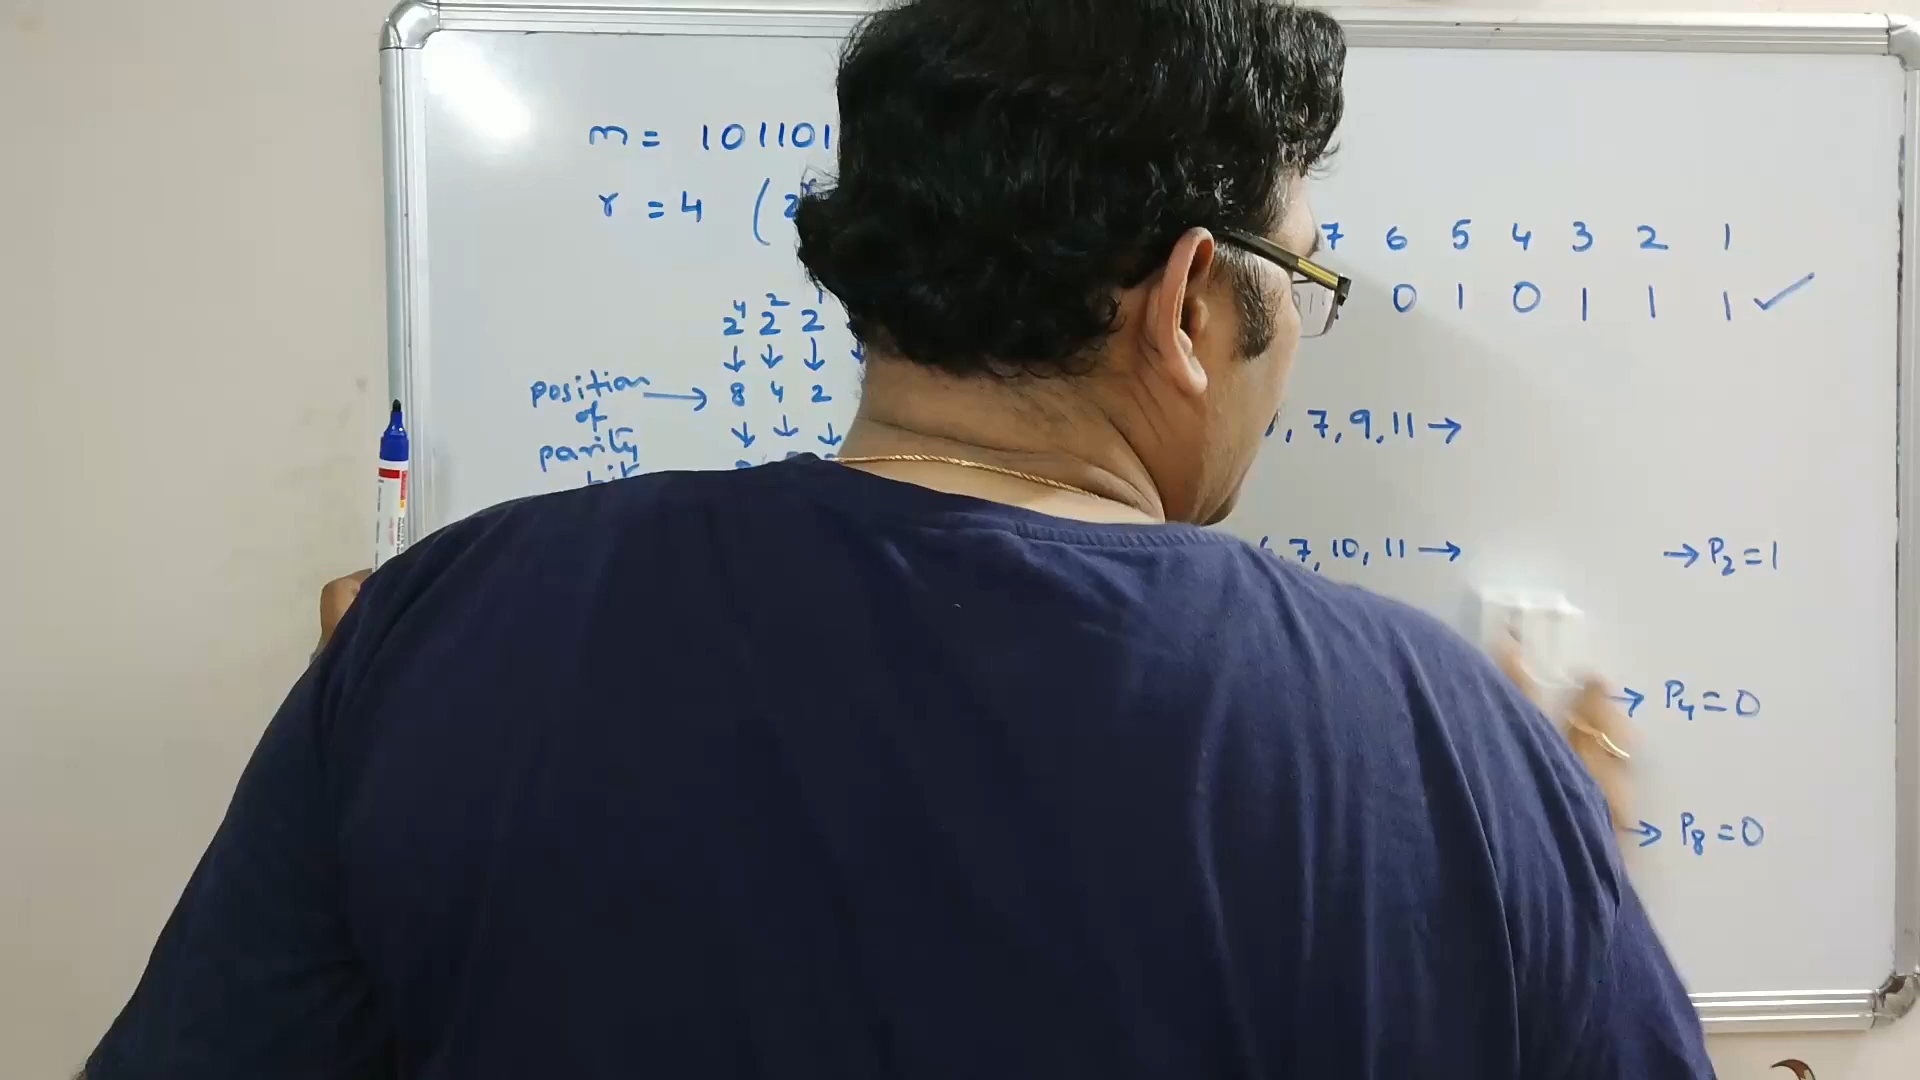 m = 101101
r = 4 (2
7 6 5 4 3 2 1
0 1 0 1 1 1 ✓
2⁴ 2² 2¹
↓ ↓ ↓ ↓
position → 8 4 2
of
parity
↓ ↓ ↓
bit
, 7, 9, 11 →
7, 10, 11 → → P₂ = 1
→ P₄ = 0
→ P₈ = 0